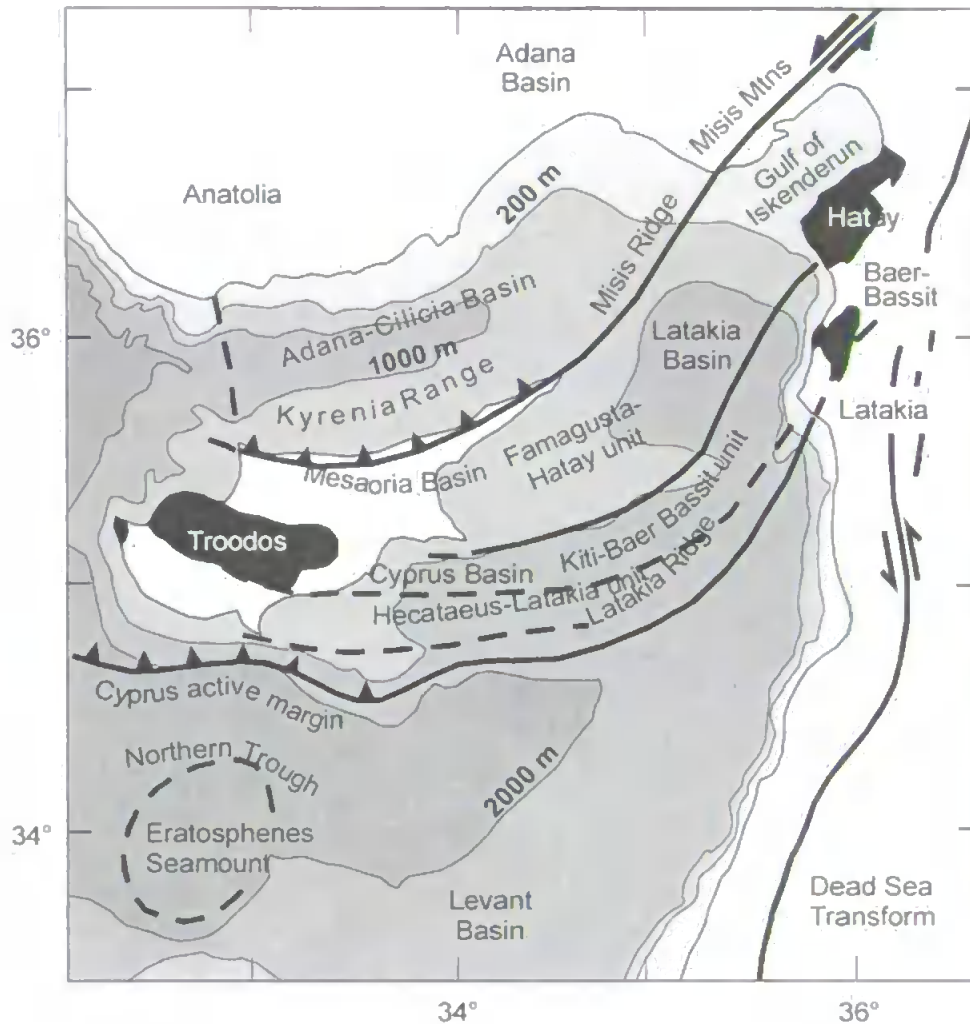 Adana
Basin
Misis Mtns
Gulf of
Iskenderun
Anatolia
200 m
Hatay
Misis Ridge
Baer-
Bassit
36°
Adana-Cilicia Basin
1000 m
Latakia
Basin
Kyrenia Range
Latakia
Famagusta-
Hatay unit
Mesaoria Basin
Troodos
Kiti-Baer Bassit unit
Cyprus Basin
Hecataeus-Latakia unit
Latakia Ridge
Cyprus active
margin
Northern Trough
2000 m
34°
Eratosphenes
Seamount
Levant
Basin
Dead Sea
Transform
34°
36°